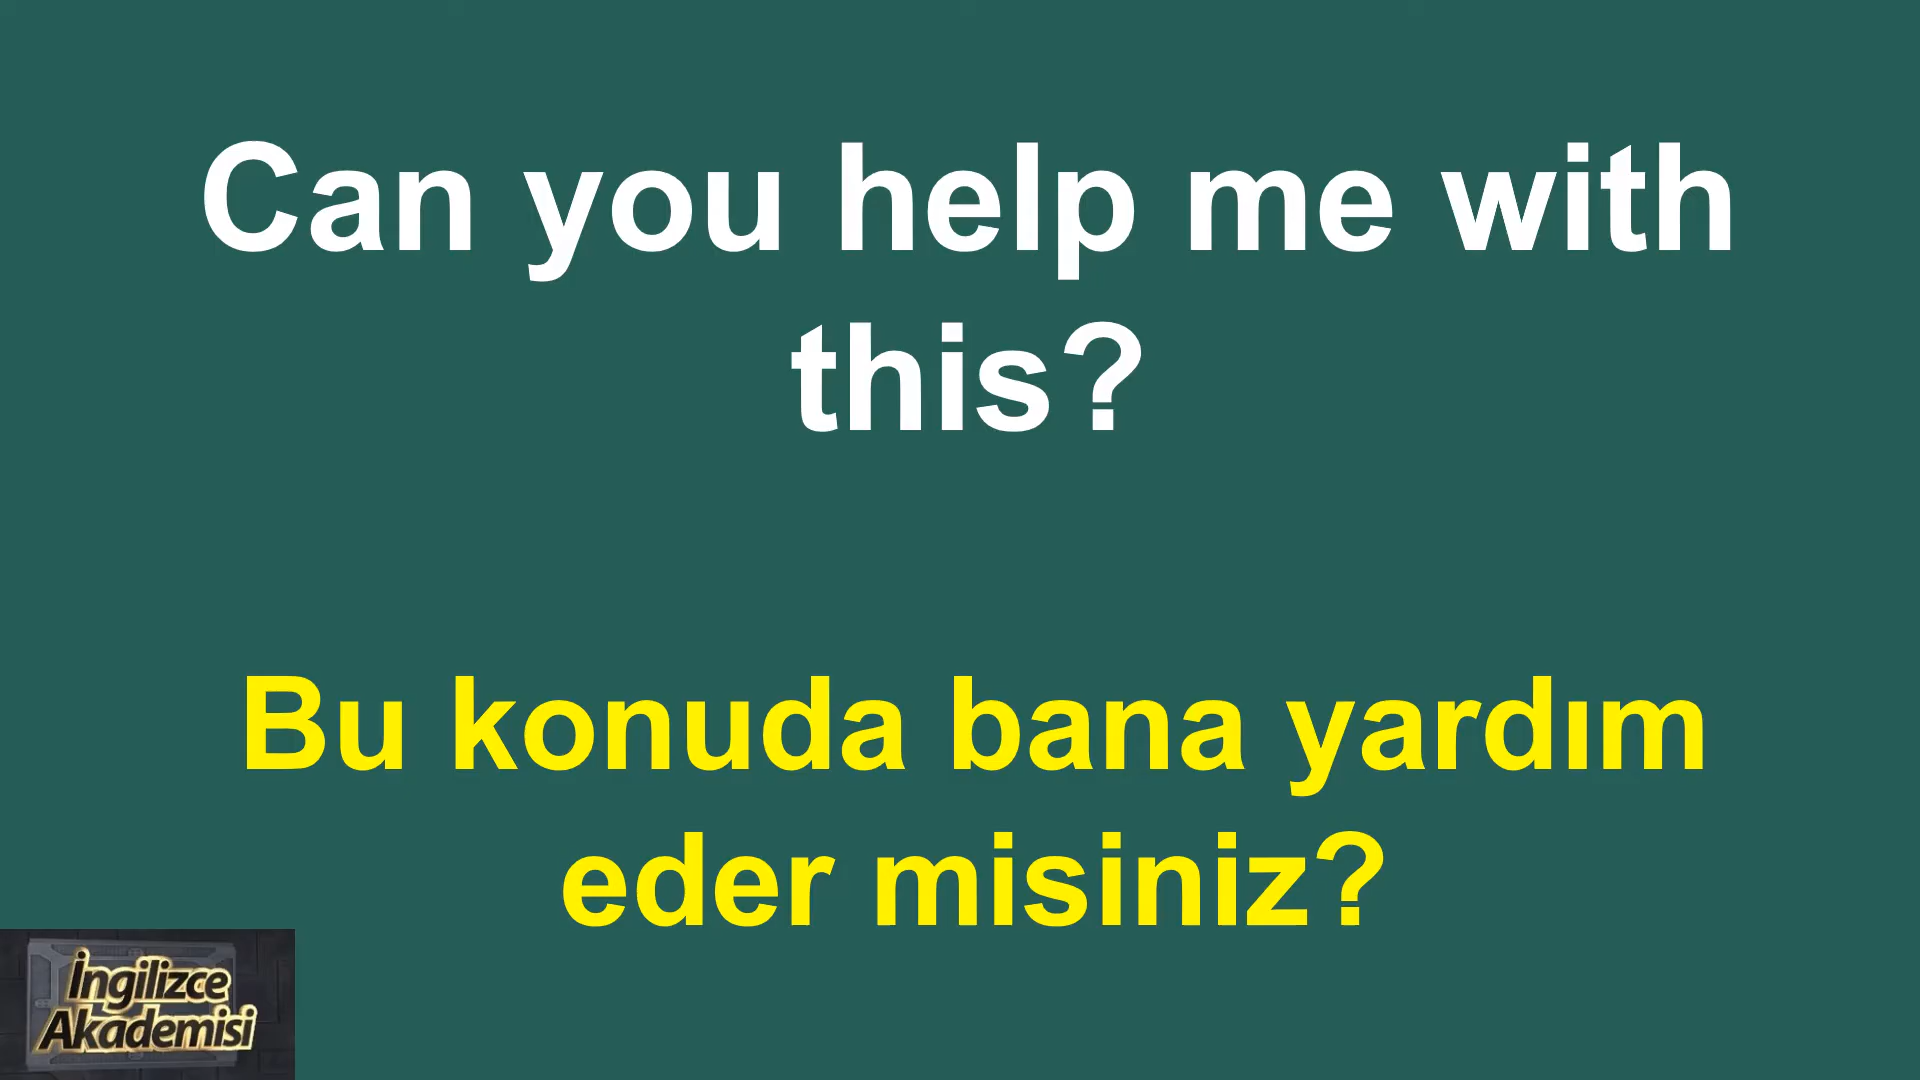 Can you help me with
this?
Bu konuda bana yardım
eder misiniz?
İngilizce
Akademisi